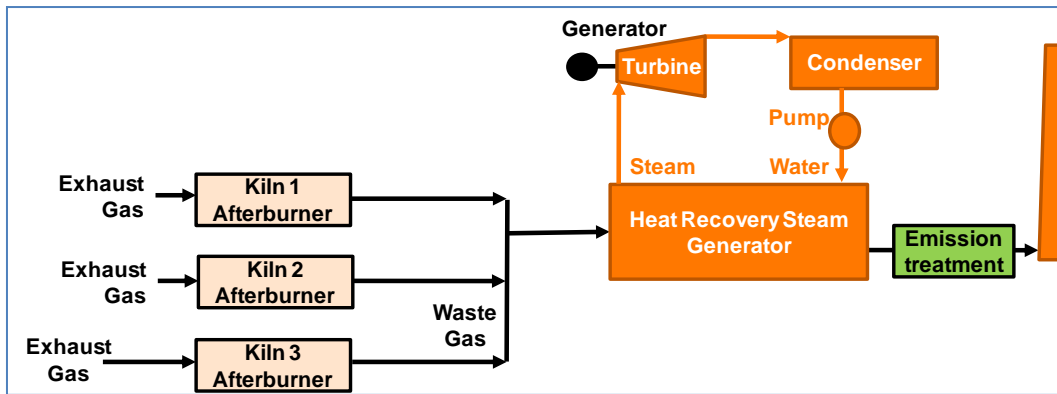 Generator
Turbine
Condenser
Pump
Steam
Water
Exhaust
Gas
Kiln 1
Afterburner
Heat Recovery Steam
Generator
Emission
treatment
Exhaust
Gas
Kiln 2
Afterburner
Waste
Gas
Exhaust
Gas
Kiln 3
Afterburner